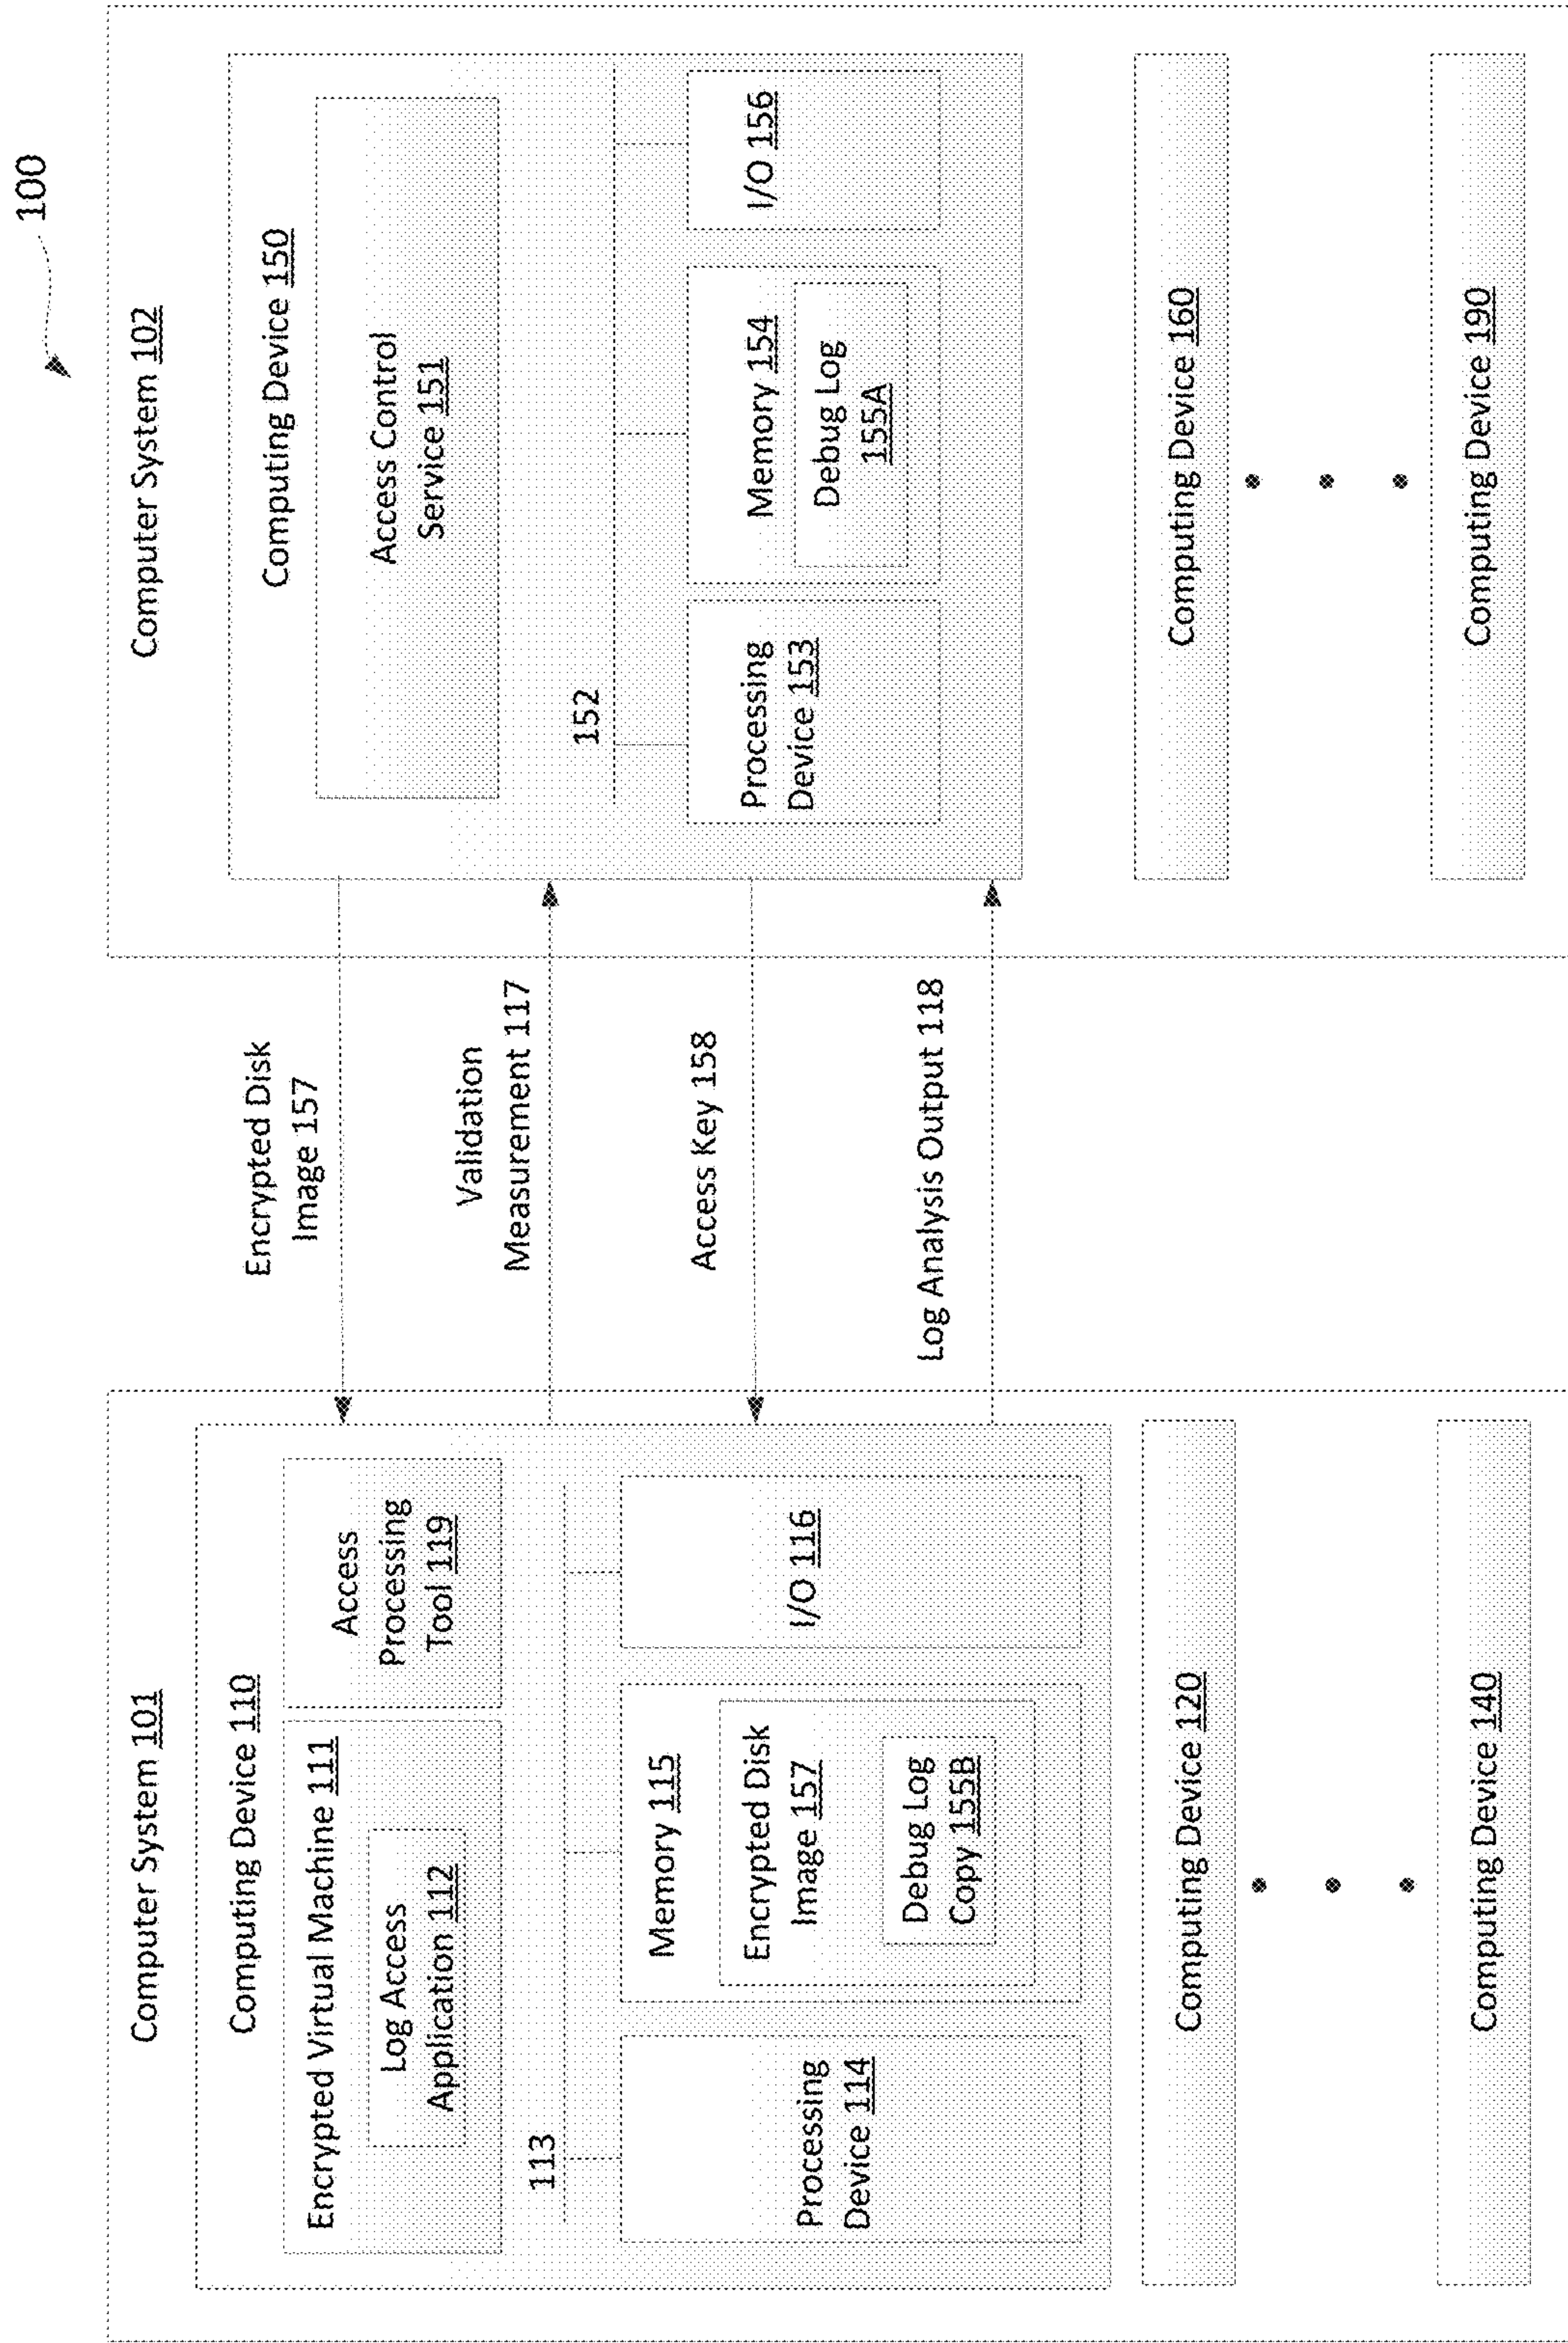 100
Computer System 101
Computing Device 110
Encrypted Virtual Machine 111
Log Access
Application 112
Access
Processing
Tool 119
113
Processing
Device 114
Memory 115
Encrypted Disk
Image 157
Debug Log
Copy 155B
I/O 116
Computing Device 120
Computing Device 140
Encrypted Disk
Image 157
Validation
Measurement 117
Access Key 158
Log Analysis Output 118
Computer System 102
Computing Device 150
Access Control
Service 151
152
Processing
Device 153
Memory 154
Debug Log
155A
I/O 156
Computing Device 160
Computing Device 190